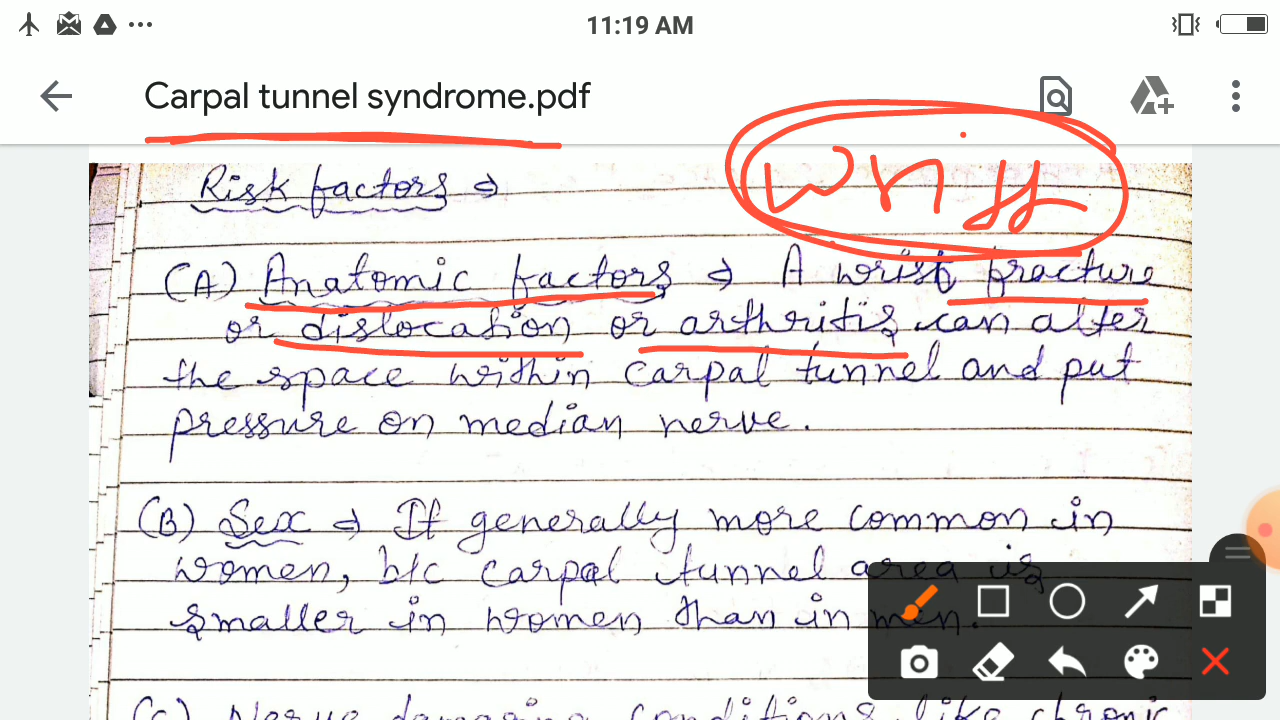 11:19 AM
Carpal tunnel syndrome.pdf
Risk factors ⇒
(A) Anatomic factors ⇒ A wrist fracture
or dislocation or arthritis can alter
the space within carpal tunnel and put
pressure on median nerve.
(B) Sex ⇒ It generally more common in
women, b/c carpal tunnel area is
smaller in women than in men.
(C) Nerve damaging conditions like chronic